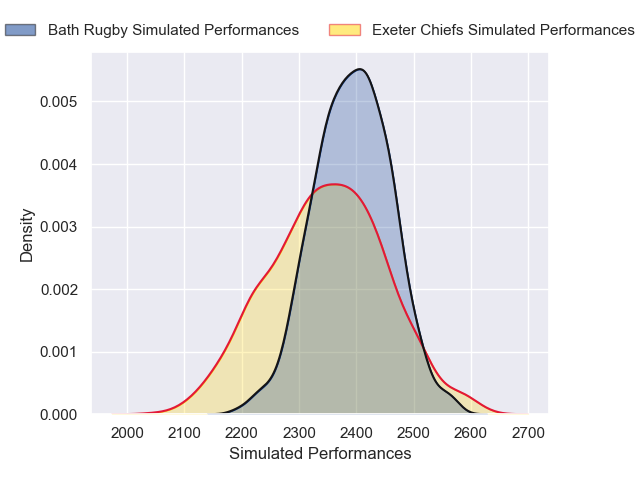 Bath Rugby Simulated Performances
Exeter Chiefs Simulated Performances
Density
0.005
0.004
0.003
0.002
0.001
0.000
2000 2100 2200 2300 2400 2500 2600 2700
Simulated Performances